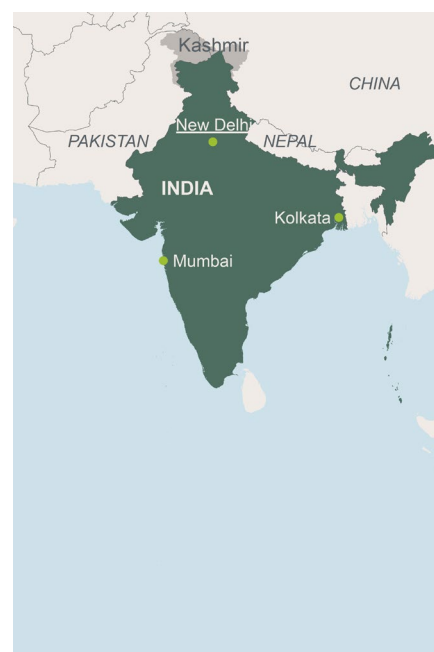 Kashmir
CHINA
New Delhi
PAKISTAN
NEPAL
INDIA
Kolkata
Mumbai